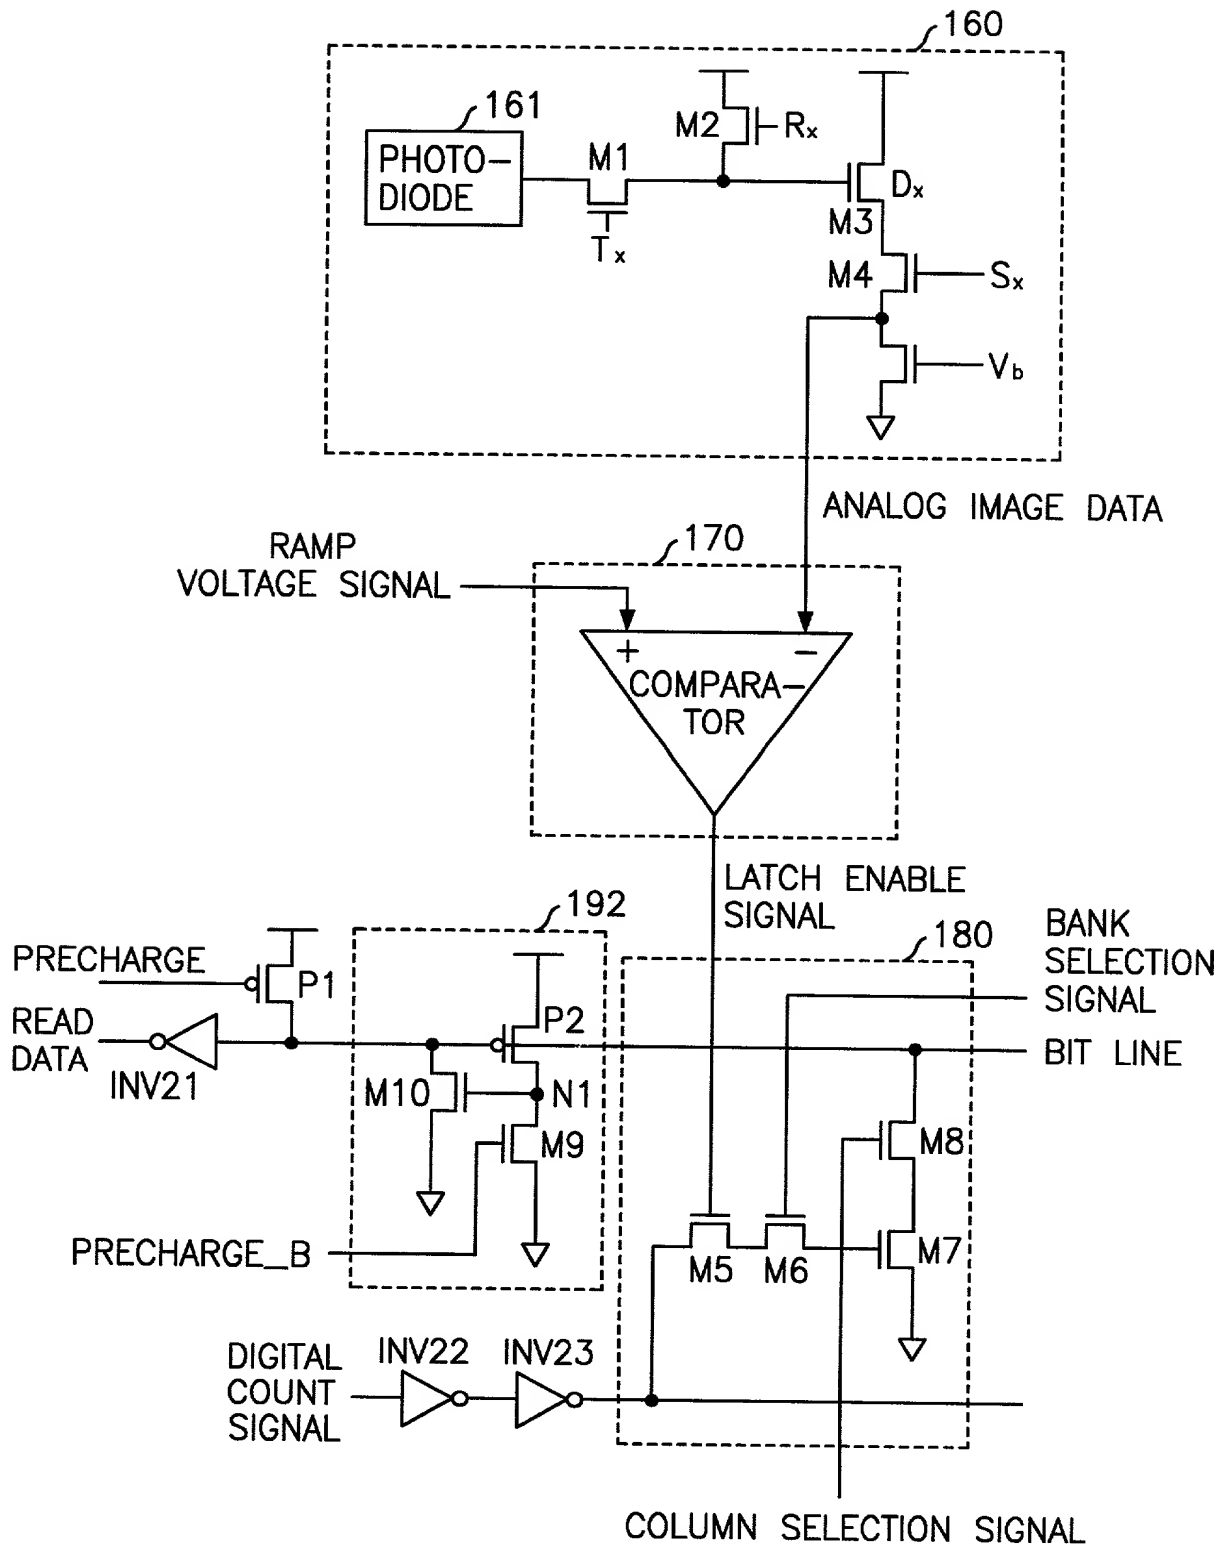 160
161
PHOTO-
DIODE
M1
Tx
M2
Rx
Dx
M3
M4
Sx
Vb
ANALOG IMAGE DATA
RAMP
VOLTAGE SIGNAL
170
+
−
COMPARA-
TOR
LATCH ENABLE
SIGNAL
192
180
BANK
SELECTION
SIGNAL
PRECHARGE
P1
READ
DATA
INV21
P2
BIT LINE
M10
N1
M9
M8
PRECHARGE_B
M5
M6
M7
DIGITAL
COUNT
SIGNAL
INV22
INV23
COLUMN SELECTION SIGNAL